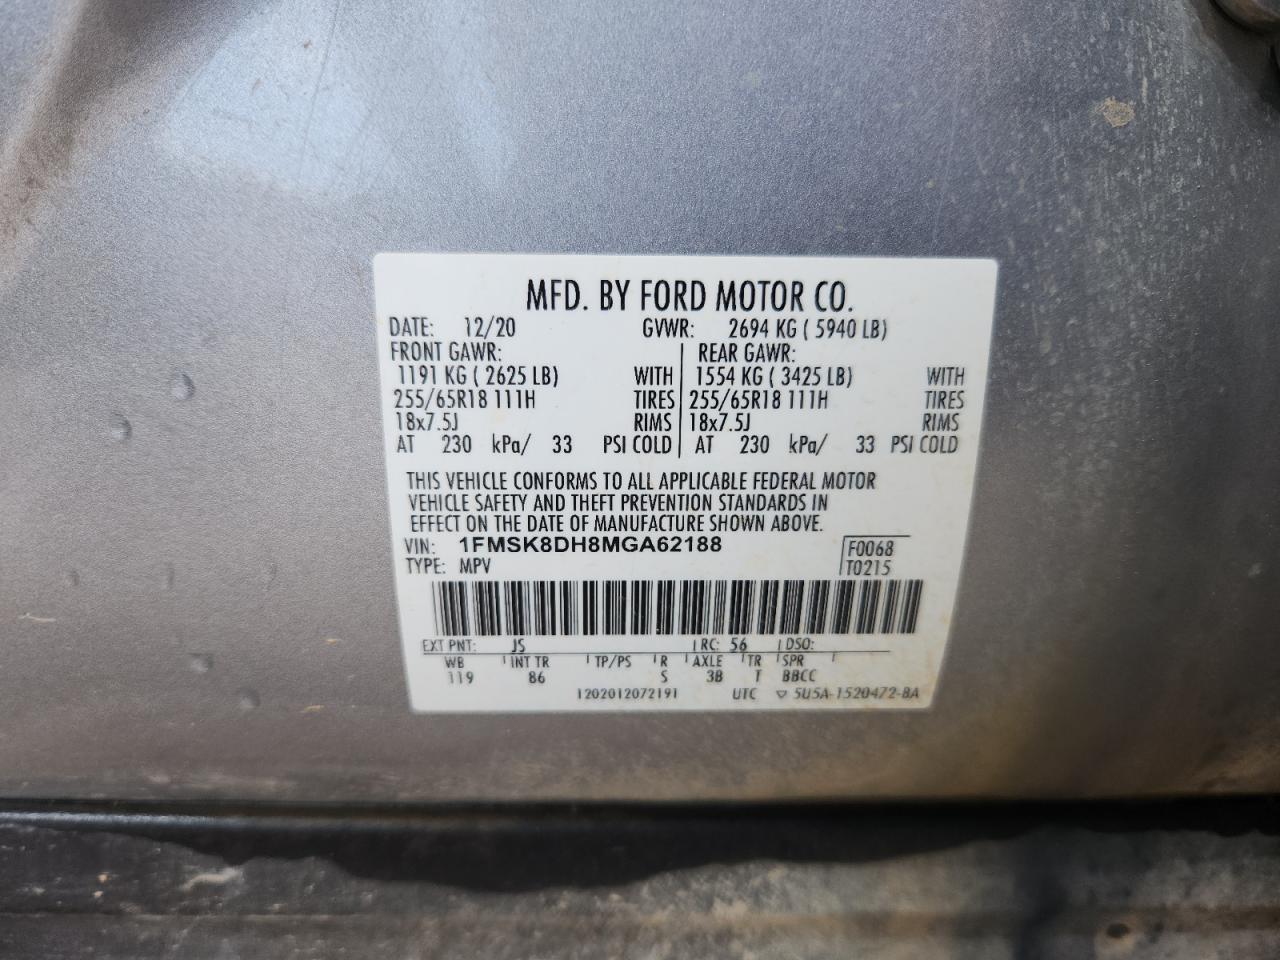 MFD. BY FORD MOTOR CO.
DATE: 12/20 GVWR: 2694 KG ( 5940 LB)
FRONT GAWR: REAR GAWR:
1191 KG ( 2625 LB) WITH 1554 KG ( 3425 LB) WITH
255/65R18 111H TIRES 255/65R18 111H TIRES
18x7.5J RIMS 18x7.5J RIMS
AT 230 kPa/ 33 PSI COLD AT 230 kPa/ 33 PSI COLD
THIS VEHICLE CONFORMS TO ALL APPLICABLE FEDERAL MOTOR
VEHICLE SAFETY AND THEFT PREVENTION STANDARDS IN
EFFECT ON THE DATE OF MANUFACTURE SHOWN ABOVE.
VIN: 1FMSK8DH8MGA62188 F0068
TYPE: MPV T0215
EXT PNT: JS RC: 56 DSO:
WB INT TR TP/PS R AXLE TR SPR
119 86 S 3B T BBCC
1202012072191 UTC ▽ 5U5A-1520472-BA